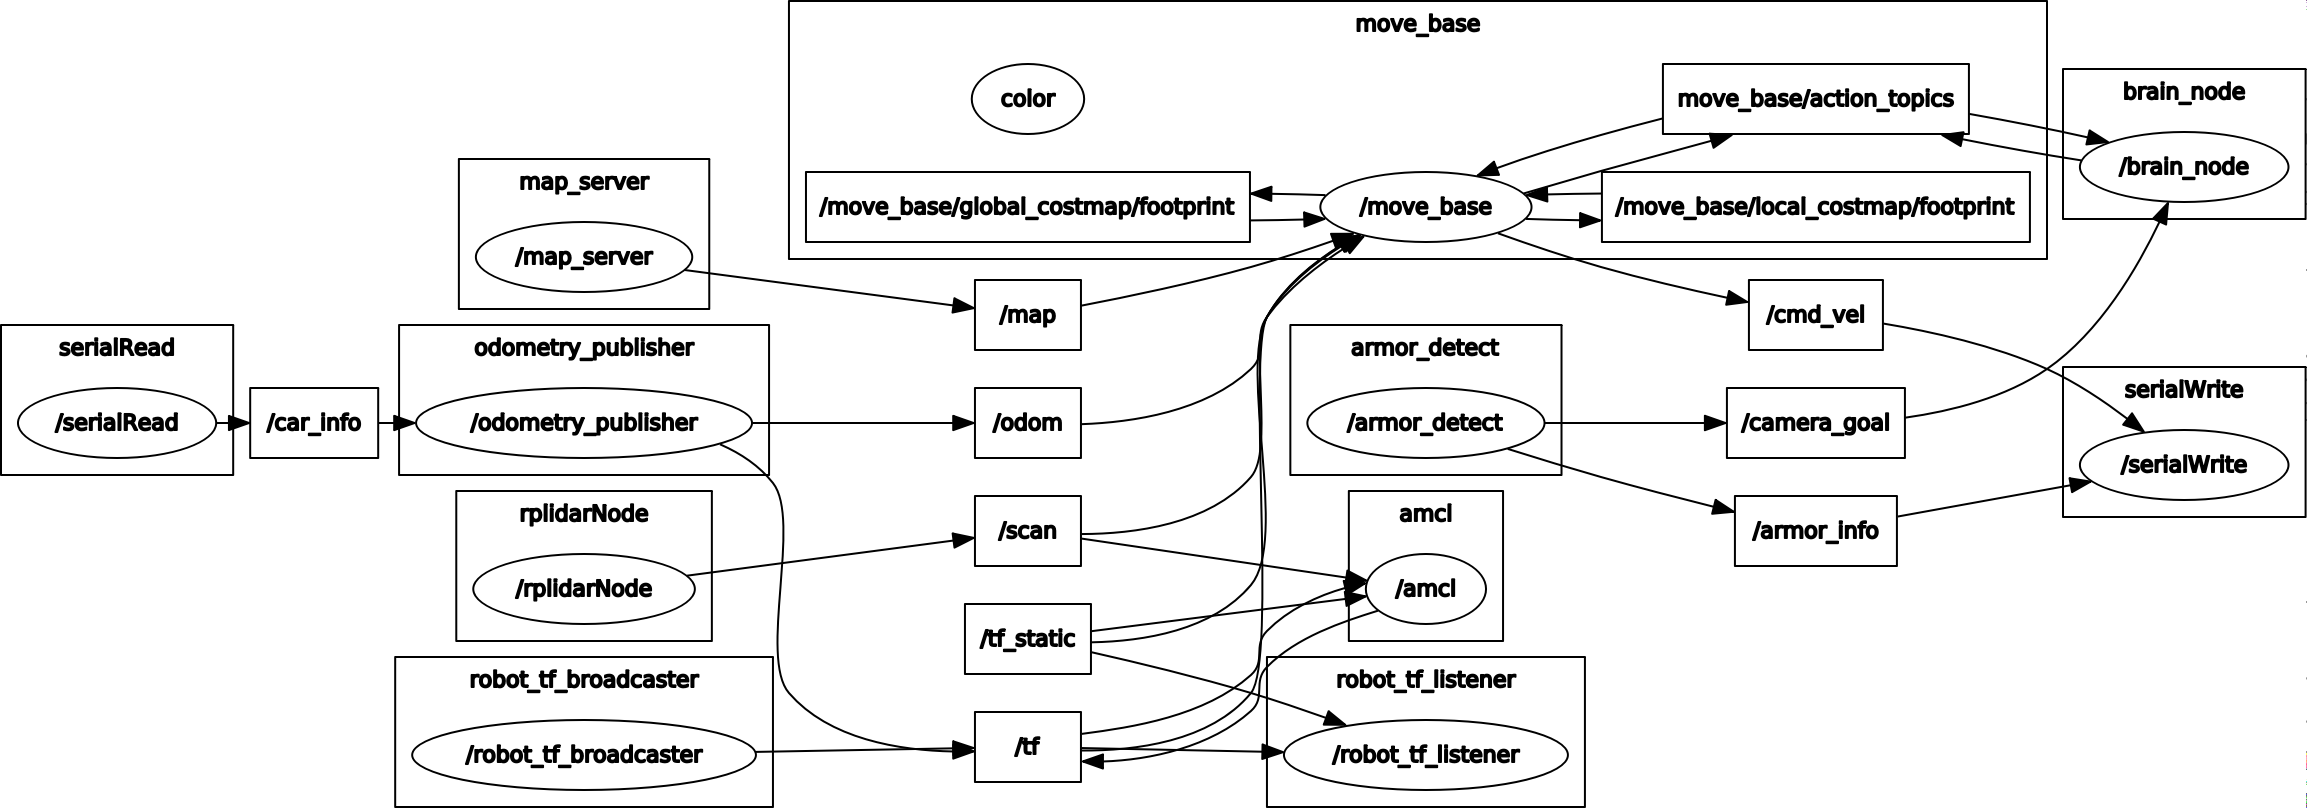 move_base
color
move_base/action_topics
brain_node
/brain_node
map_server
/map_server
/move_base/global_costmap/footprint
/move_base
/move_base/local_costmap/footprint
/map
/cmd_vel
serialRead
/serialRead
/car_info
odometry_publisher
/odometry_publisher
/odom
armor_detect
/armor_detect
/camera_goal
serialWrite
/serialWrite
rplidarNode
/rplidarNode
/scan
amcl
/amcl
/armor_info
/tf_static
robot_tf_broadcaster
/robot_tf_broadcaster
/tf
robot_tf_listener
/robot_tf_listener